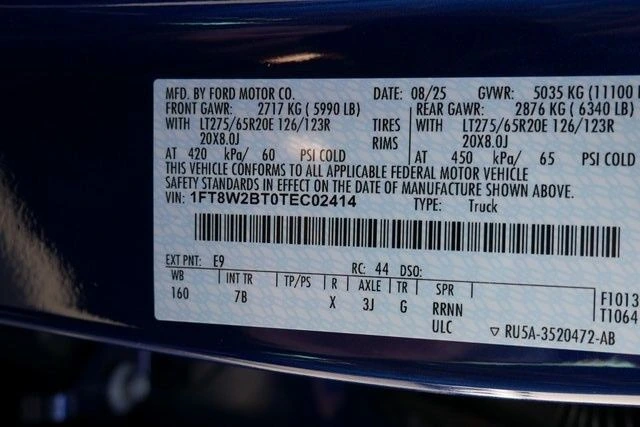 MFD. BY FORD MOTOR CO. DATE: 08/25 GVWR: 5035 KG (11100
FRONT GAWR: 2717 KG ( 5990 LB) REAR GAWR: 2876 KG ( 6340 LB)
WITH LT275/65R20E 126/123R TIRES WITH LT275/65R20E 126/123R
20X8.0J RIMS 20X8.0J
AT 420 kPa/ 60 PSI COLD AT 450 kPa/ 65 PSI COLD
THIS VEHICLE CONFORMS TO ALL APPLICABLE FEDERAL MOTOR VEHICLE
SAFETY STANDARDS IN EFFECT ON THE DATE OF MANUFACTURE SHOWN ABOVE.
VIN: 1FT8W2BT0TEC02414 TYPE: Truck
EXT PNT: E9 RC: 44 DSO:
WB INT TR TP/PS R AXLE TR SPR
160 7B X 3J G RRNN
ULC
F1013
T1064
▽ RU5A-3520472-AB